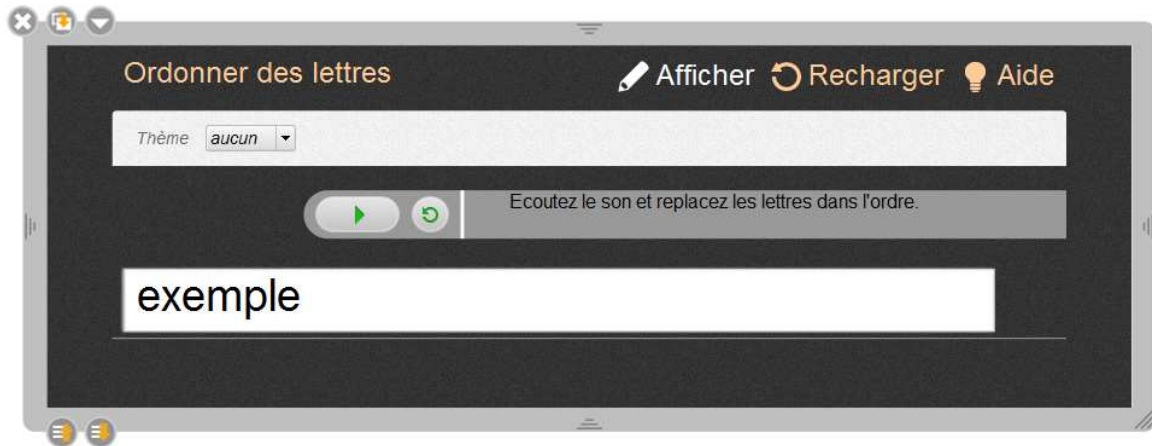 Ordonner des lettres Afficher Recharger Aide
Thème aucun
Ecoutez le son et replacez les lettres dans l'ordre.
exemple